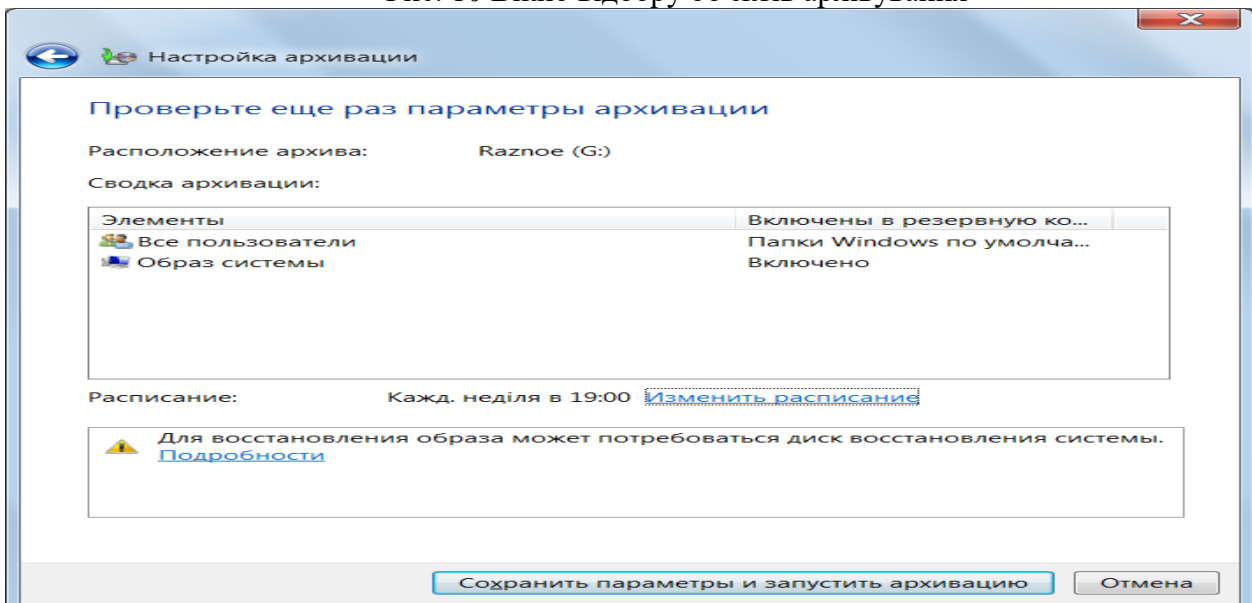 Настройка архивации
Проверьте еще раз параметры архивации
Расположение архива: Raznoe (G:)
Сводка архивации:
Элементы Включены в резервную ко...
Все пользователи Папки Windows по умолча...
Образ системы Включено
Расписание: Кажд. неділя в 19:00 Изменить расписание
Для восстановления образа может потребоваться диск восстановления системы.
Подробности
Сохранить параметры и запустить архивацию Отмена